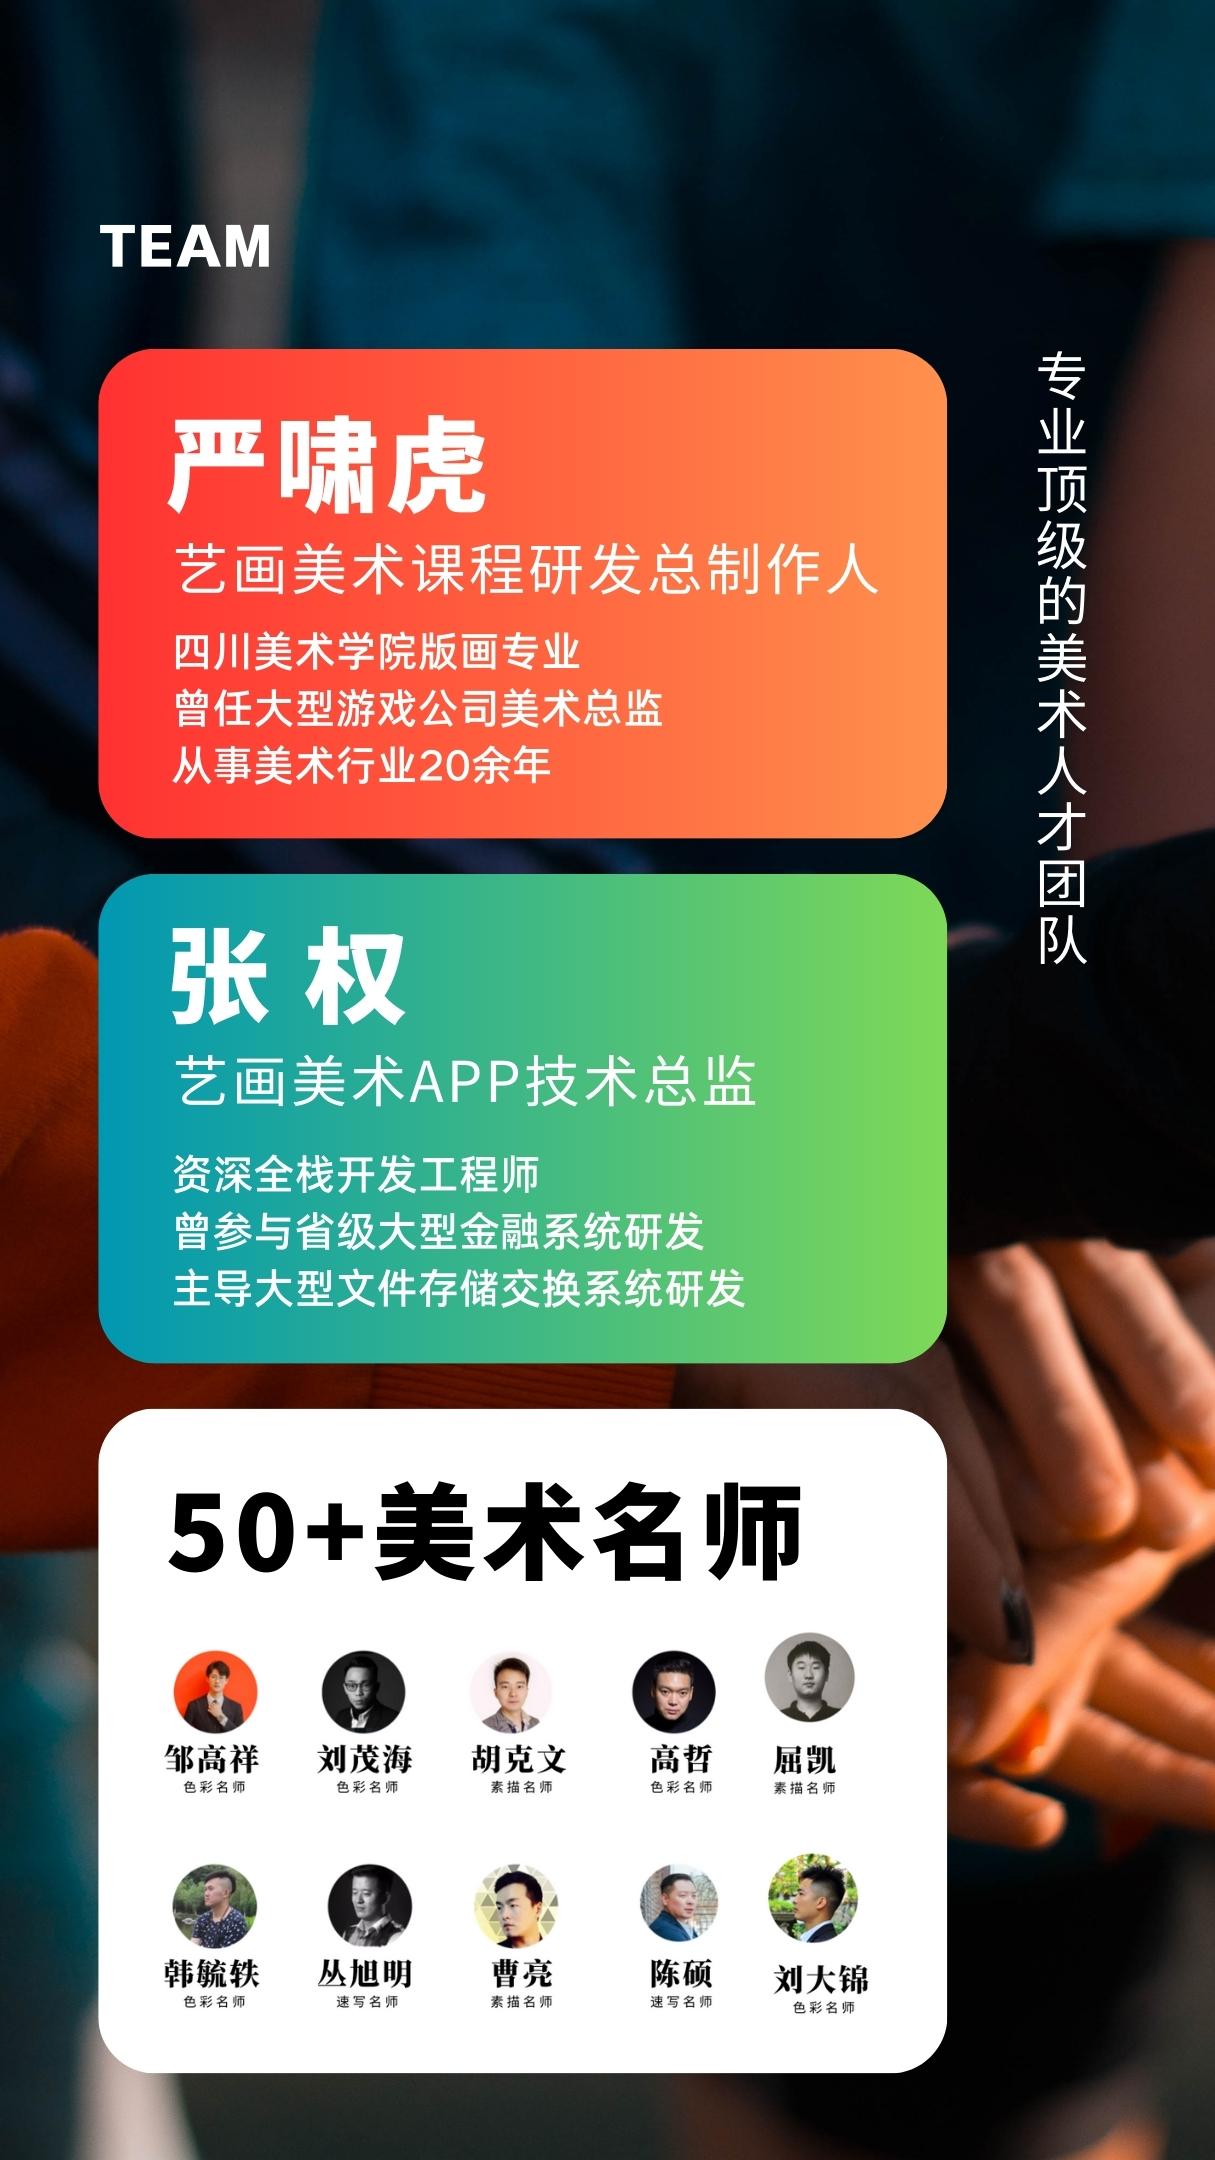 TEAM
专业顶级的美术人才团队
严啸虎
艺画美术课程研发总制作人
四川美术学院版画专业
曾任大型游戏公司美术总监
从事美术行业20余年
张 权
艺画美术APP技术总监
资深全栈开发工程师
曾参与省级大型金融系统研发
主导大型文件存储交换系统研发
50+美术名师
邹高祥 刘茂海 胡克文 高哲 屈凯
色彩名师 色彩名师 素描名师 色彩名师 素描名师
韩毓轶 丛旭明 曹亮 陈硕 刘大锦
色彩名师 速写名师 素描名师 速写名师 色彩名师